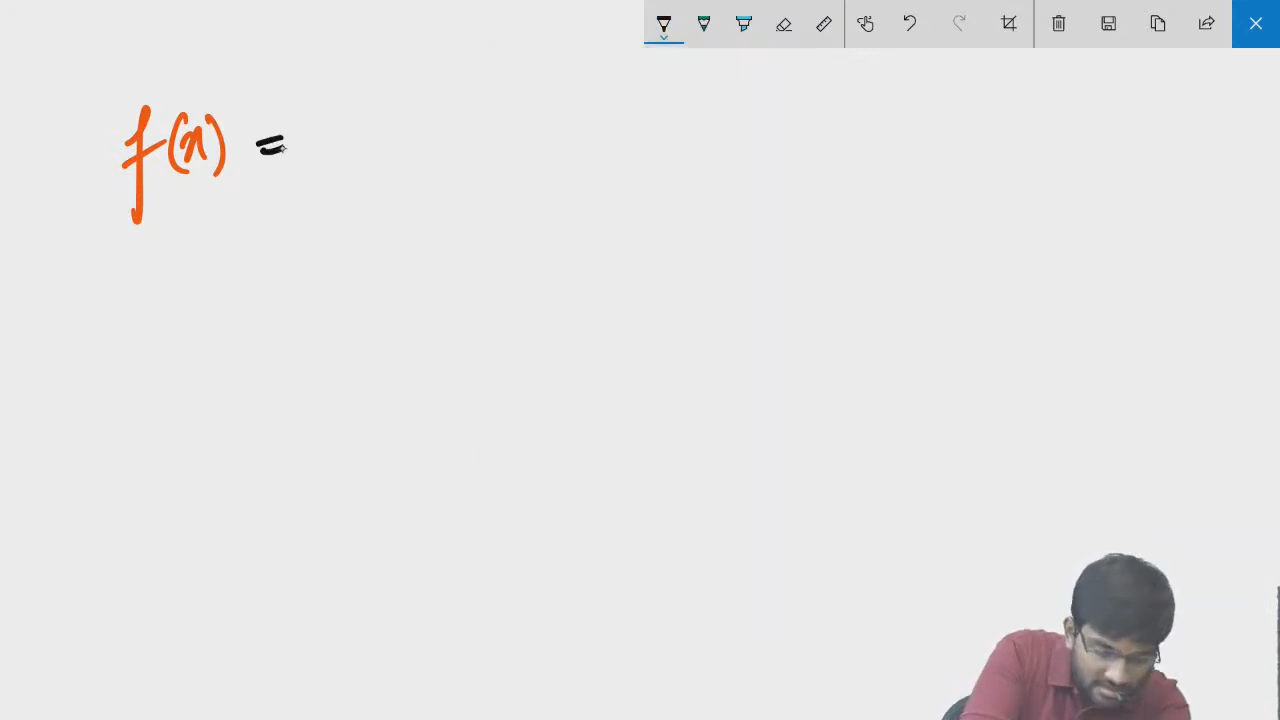 f(x) =